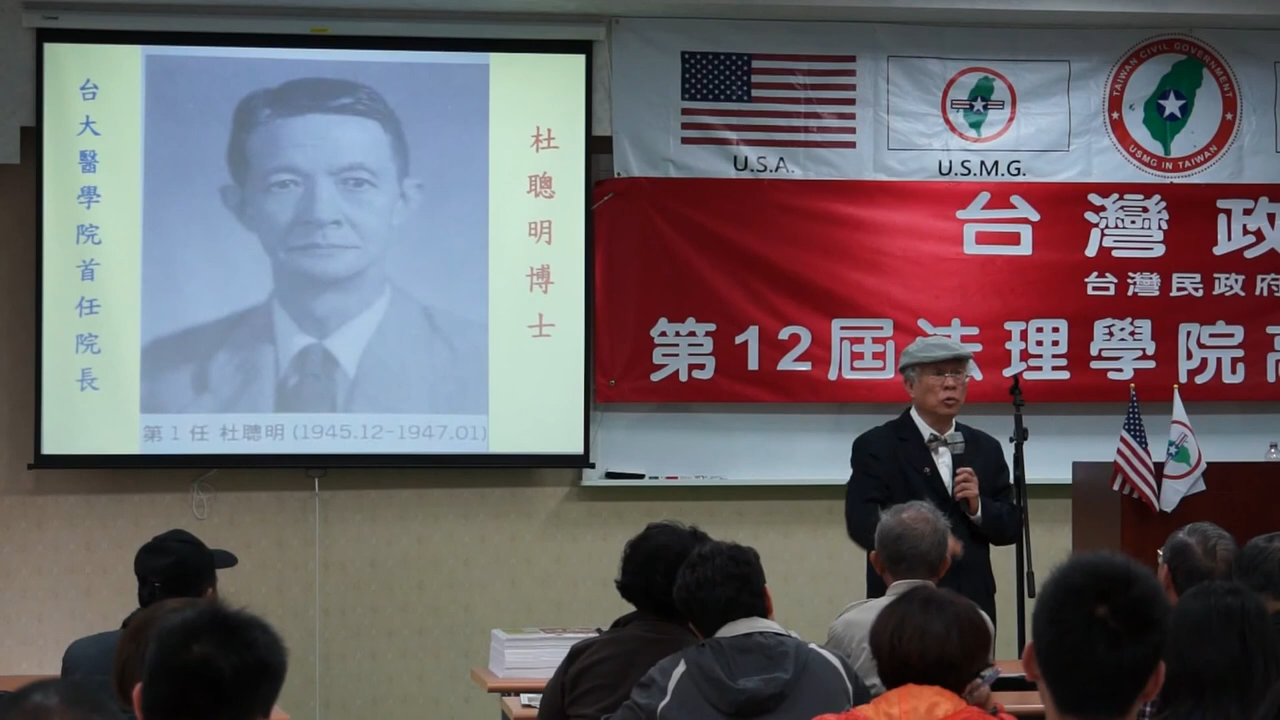 台大醫學院首任院長
杜聰明博士
第1任 杜聰明 (1945.12-1947.01)
U.S.A.
U.S.M.G.
TAIWAN CIVIL GOVERNMENT
USMG IN TAIWAN
台灣政
台灣民政府
第12屆法理學院高